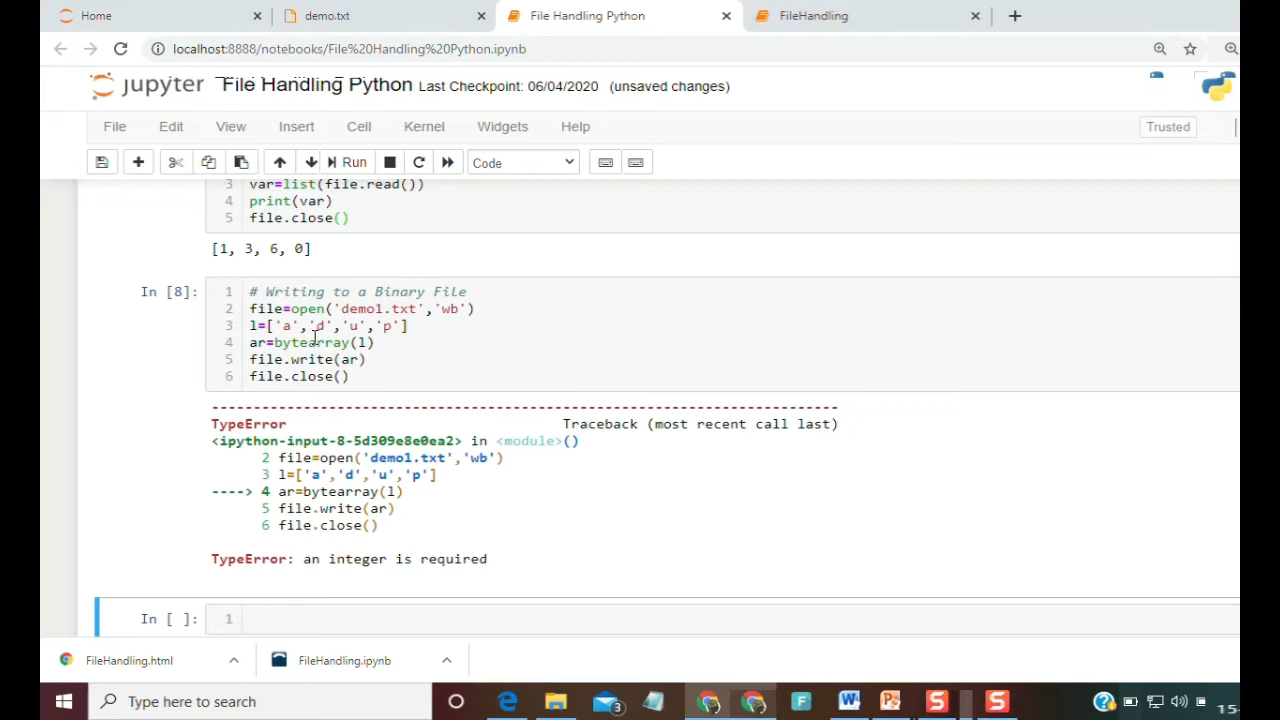 Home
demo.txt
File Handling Python
FileHandling
localhost:8888/notebooks/File%20Handling%20Python.ipynb
jupyter File Handling Python Last Checkpoint: 06/04/2020 (unsaved changes)
File Edit View Insert Cell Kernel Widgets Help Trusted
Run Code
3 var=list(file.read())
4 print(var)
5 file.close()
[1, 3, 6, 0]
In [8]: 1 # Writing to a Binary File
2 file=open('demo1.txt','wb')
3 l=['a','d','u','p']
4 ar=bytearray(l)
5 file.write(ar)
6 file.close()
---------------------------------------------------------------------------
TypeError Traceback (most recent call last)
<ipython-input-8-5d309e8e0ea2> in <module>()
2 file=open('demo1.txt','wb')
3 l=['a','d','u','p']
----> 4 ar=bytearray(l)
5 file.write(ar)
6 file.close()
TypeError: an integer is required
In [ ]: 1
FileHandling.html
FileHandling.ipynb
Type here to search
3